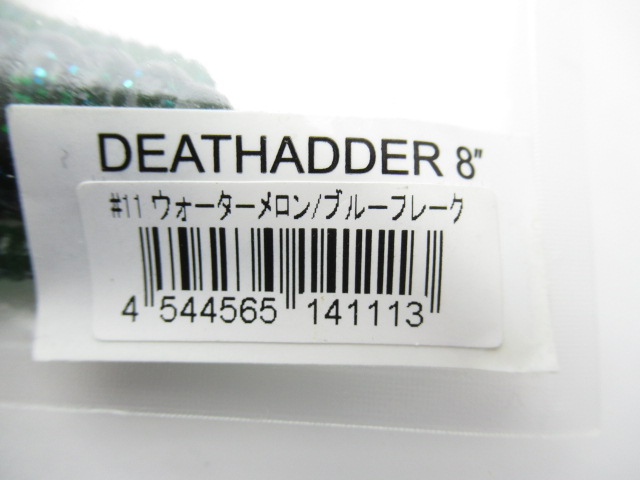 DEATHADDER 8"
#11 ウォーターメロン/ブルーフレーク
4 544565 141113